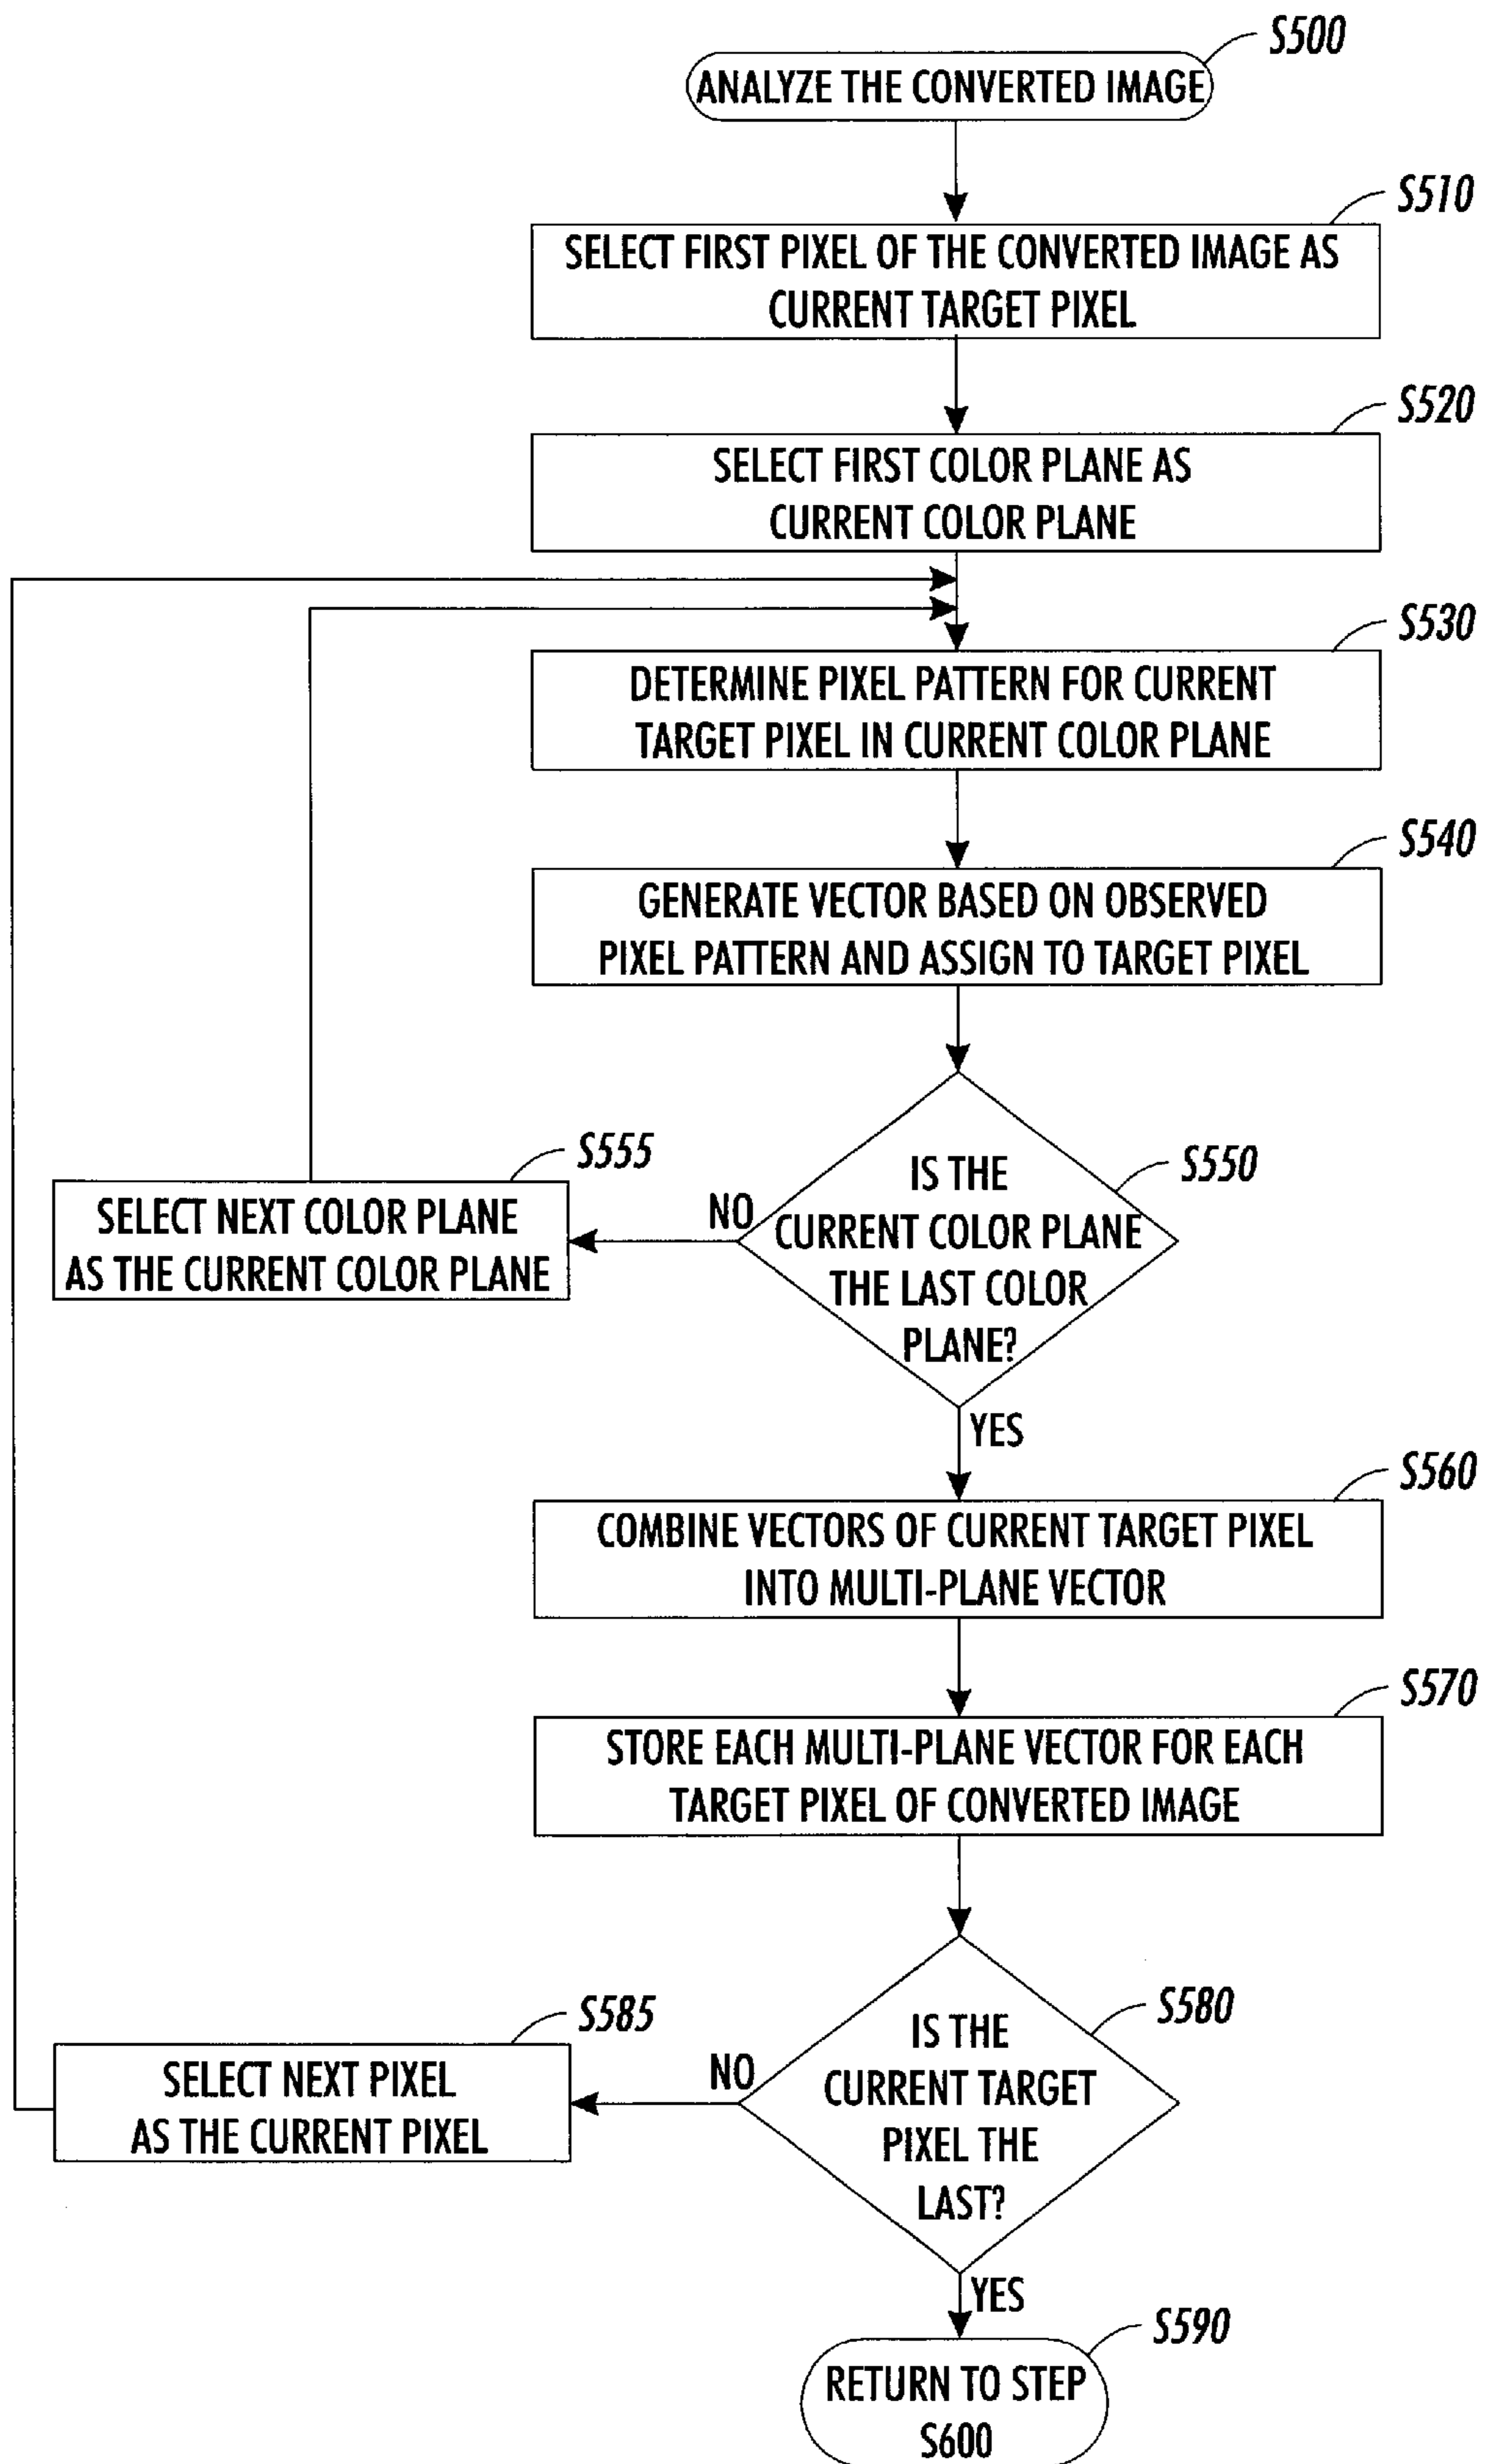 S500
ANALYZE THE CONVERTED IMAGE
S510
SELECT FIRST PIXEL OF THE CONVERTED IMAGE AS
CURRENT TARGET PIXEL
S520
SELECT FIRST COLOR PLANE AS
CURRENT COLOR PLANE
S530
DETERMINE PIXEL PATTERN FOR CURRENT
TARGET PIXEL IN CURRENT COLOR PLANE
S540
GENERATE VECTOR BASED ON OBSERVED
PIXEL PATTERN AND ASSIGN TO TARGET PIXEL
S550
IS THE
CURRENT COLOR PLANE
THE LAST COLOR
PLANE?
NO
S555
SELECT NEXT COLOR PLANE
AS THE CURRENT COLOR PLANE
YES
S560
COMBINE VECTORS OF CURRENT TARGET PIXEL
INTO MULTI-PLANE VECTOR
S570
STORE EACH MULTI-PLANE VECTOR FOR EACH
TARGET PIXEL OF CONVERTED IMAGE
S580
IS THE
CURRENT TARGET
PIXEL THE
LAST?
NO
S585
SELECT NEXT PIXEL
AS THE CURRENT PIXEL
YES
S590
RETURN TO STEP
S600